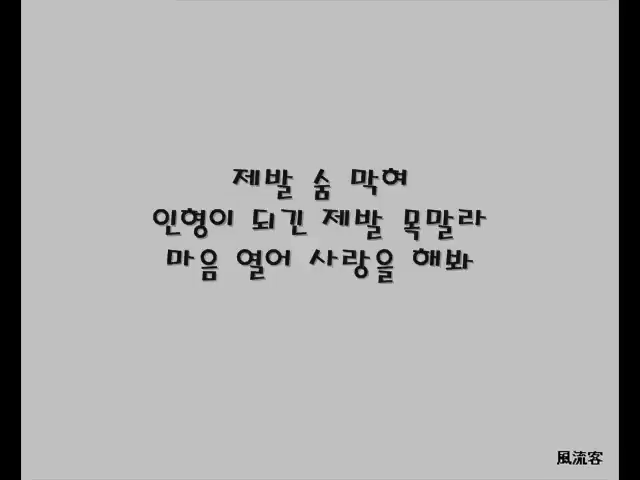 제발 숨 막혀
인형이 되긴 제발 목말라
마음 열어 사랑을 해봐
風流客